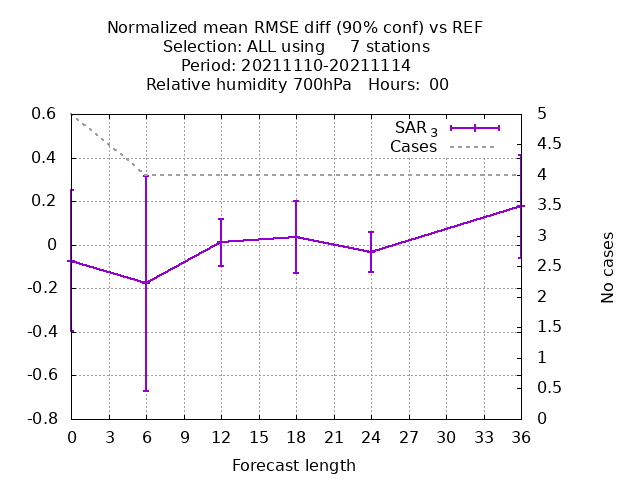 Normalized mean RMSE diff (90% conf) vs REF
Selection: ALL using 7 stations
Period: 20211110-20211114
Relative humidity 700hPa Hours: 00
SAR 3
Cases
0.6
0.4
0.2
0
-0.2
-0.4
-0.6
-0.8
5
4.5
4
3.5
3
2.5
2
1.5
1
0.5
0
No cases
0 3 6 9 12 15 18 21 24 27 30 33 36
Forecast length